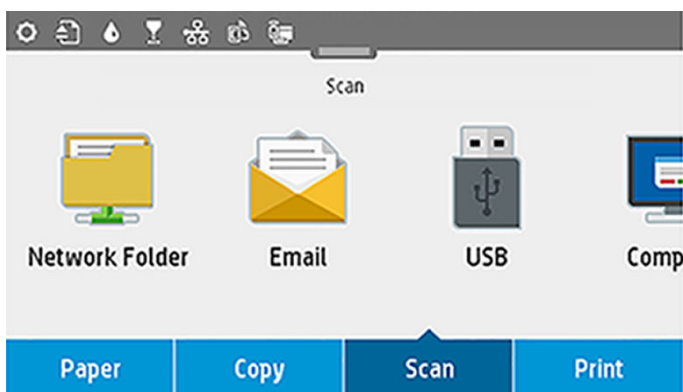 Scan
Network Folder
Email
USB
Comp
Paper
Copy
Scan
Print